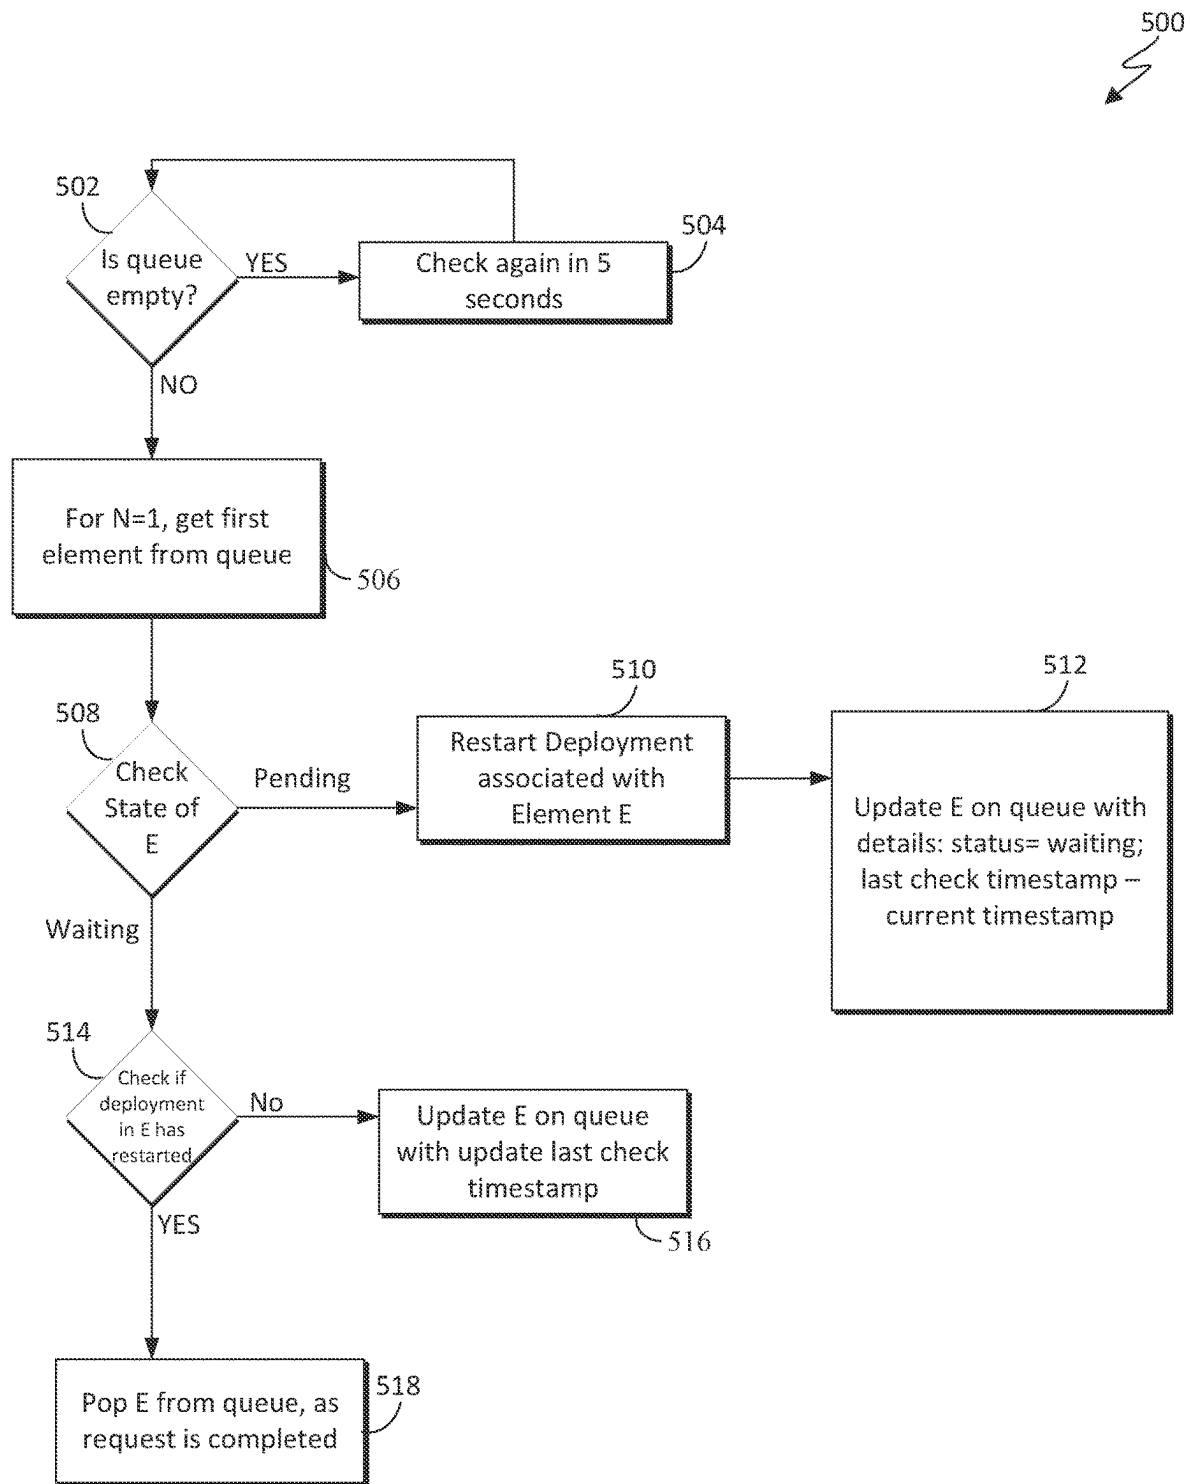 500
502
Is queue
empty?
YES
Check again in 5
seconds
504
NO
For N=1, get first
element from queue
506
508
Check
State of
E
Pending
510
Restart Deployment
associated with
Element E
512
Update E on queue with
details: status= waiting;
last check timestamp –
current timestamp
Waiting
514
Check if
deployment
in E has
restarted
No
Update E on queue
with update last check
timestamp
516
YES
Pop E from queue, as
request is completed
518